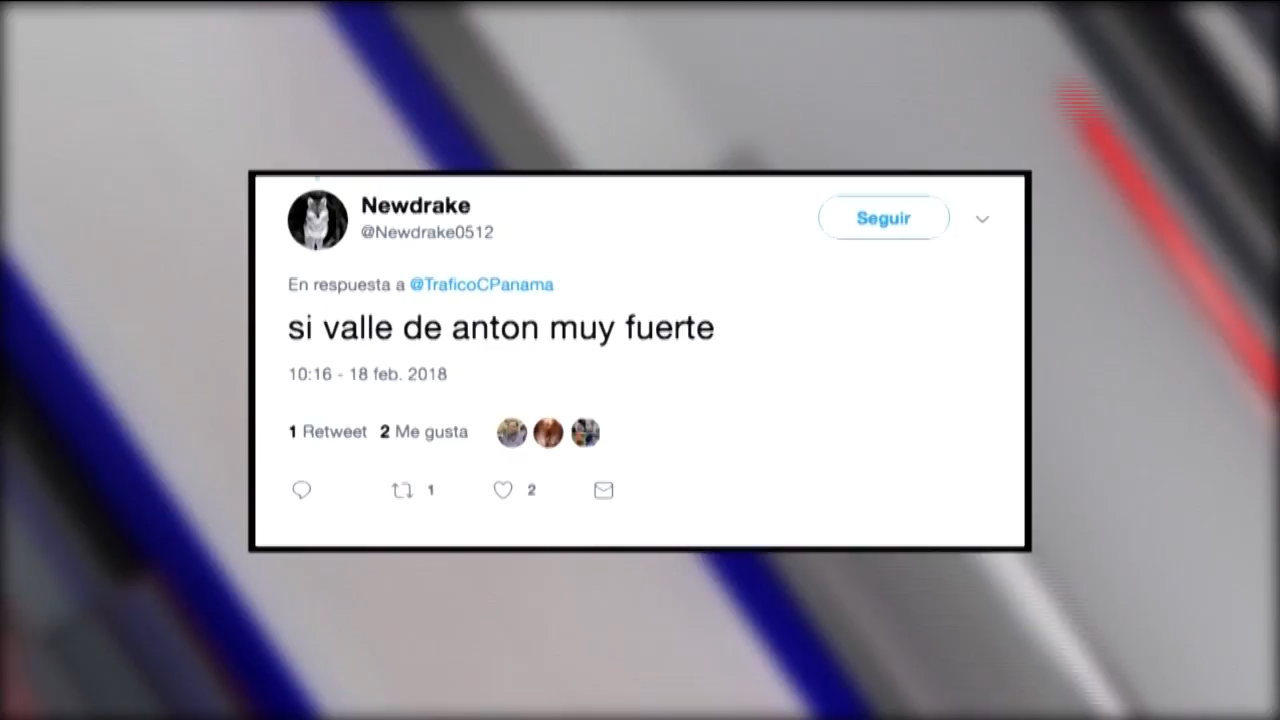 Newdrake
Seguir
@Newdrake0512
En respuesta a @TraficoCPanama
si valle de anton muy fuerte
10:16 - 18 feb. 2018
1 Retweet 2 Me gusta
1 2